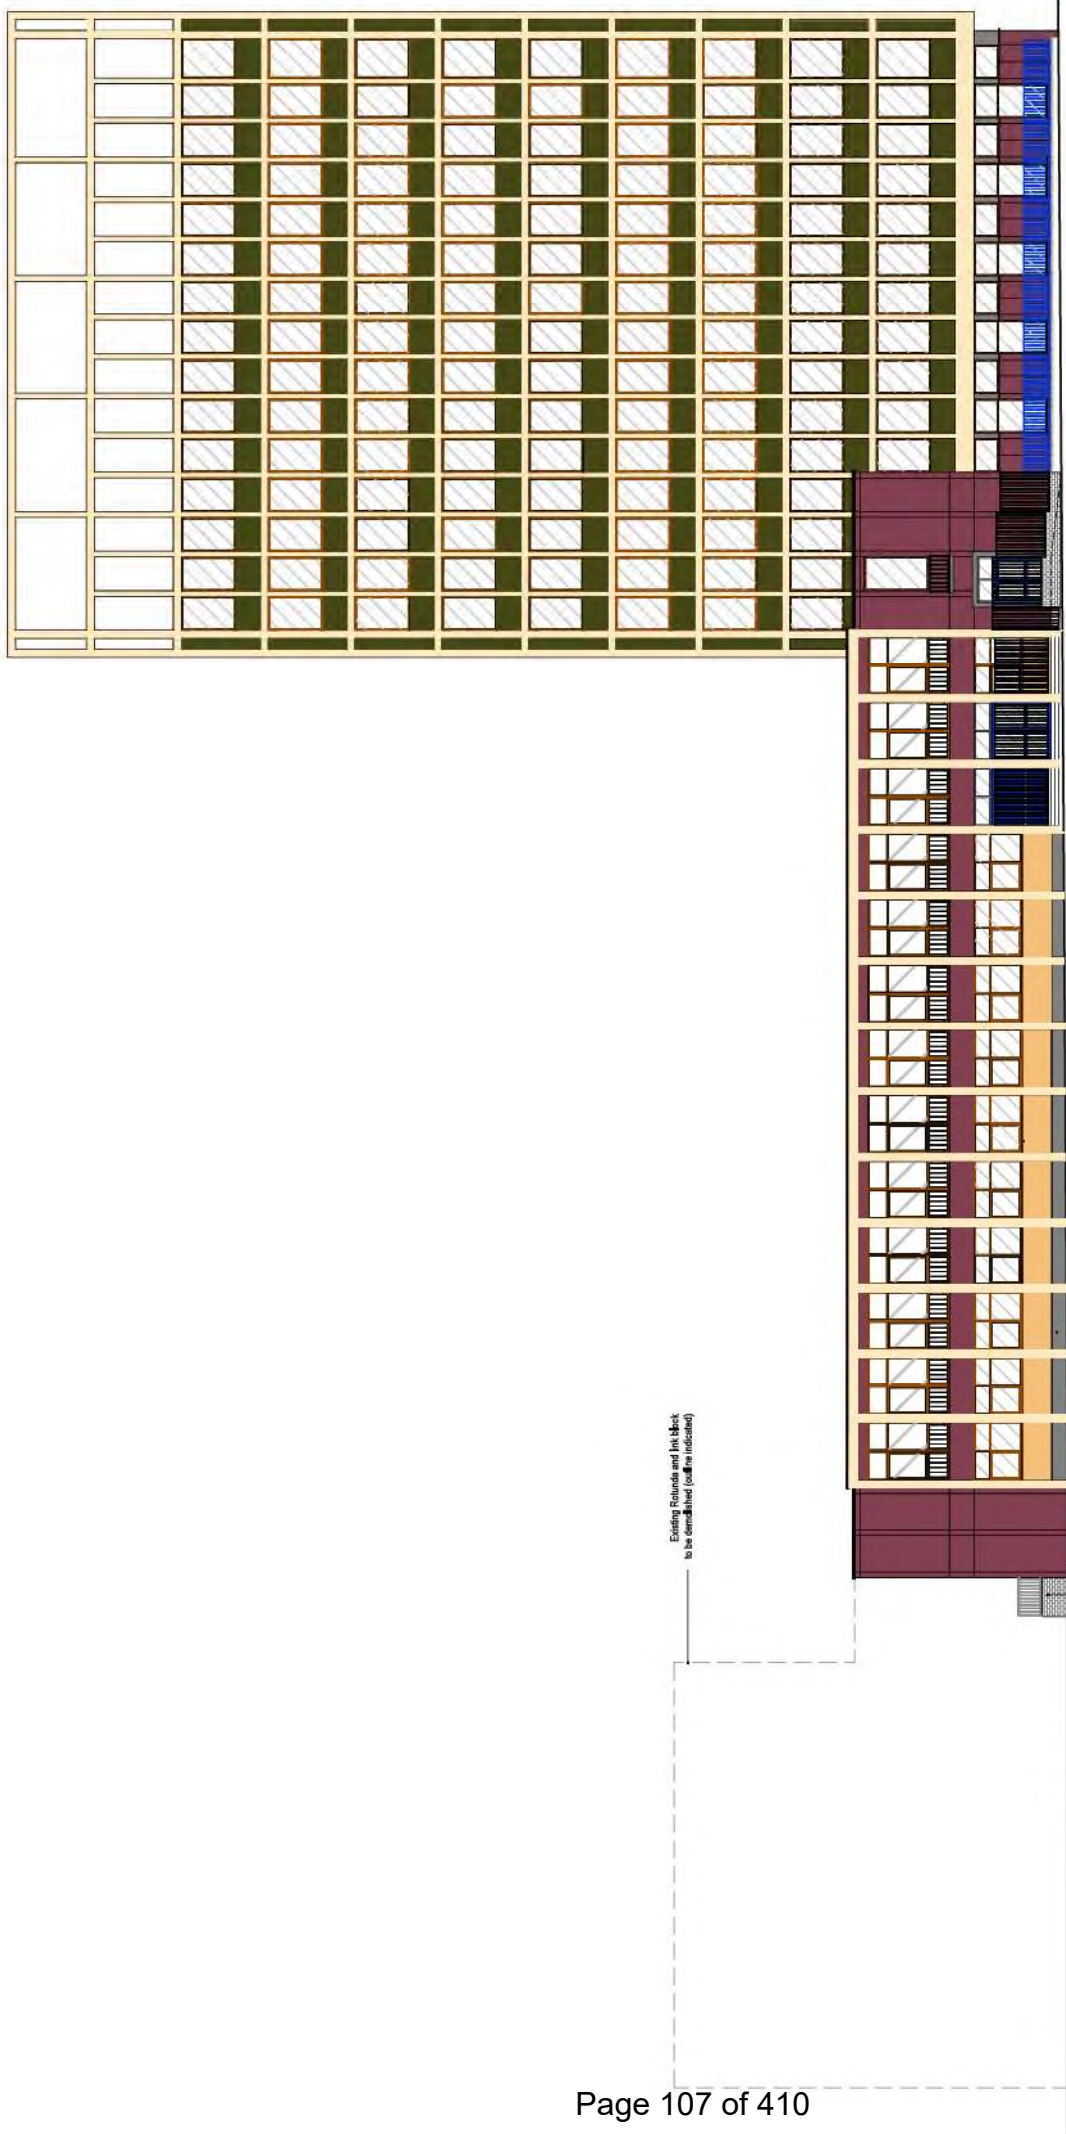 Existing Rotunda and link block
to be demolished (outline indicated)
Page 107 of 410